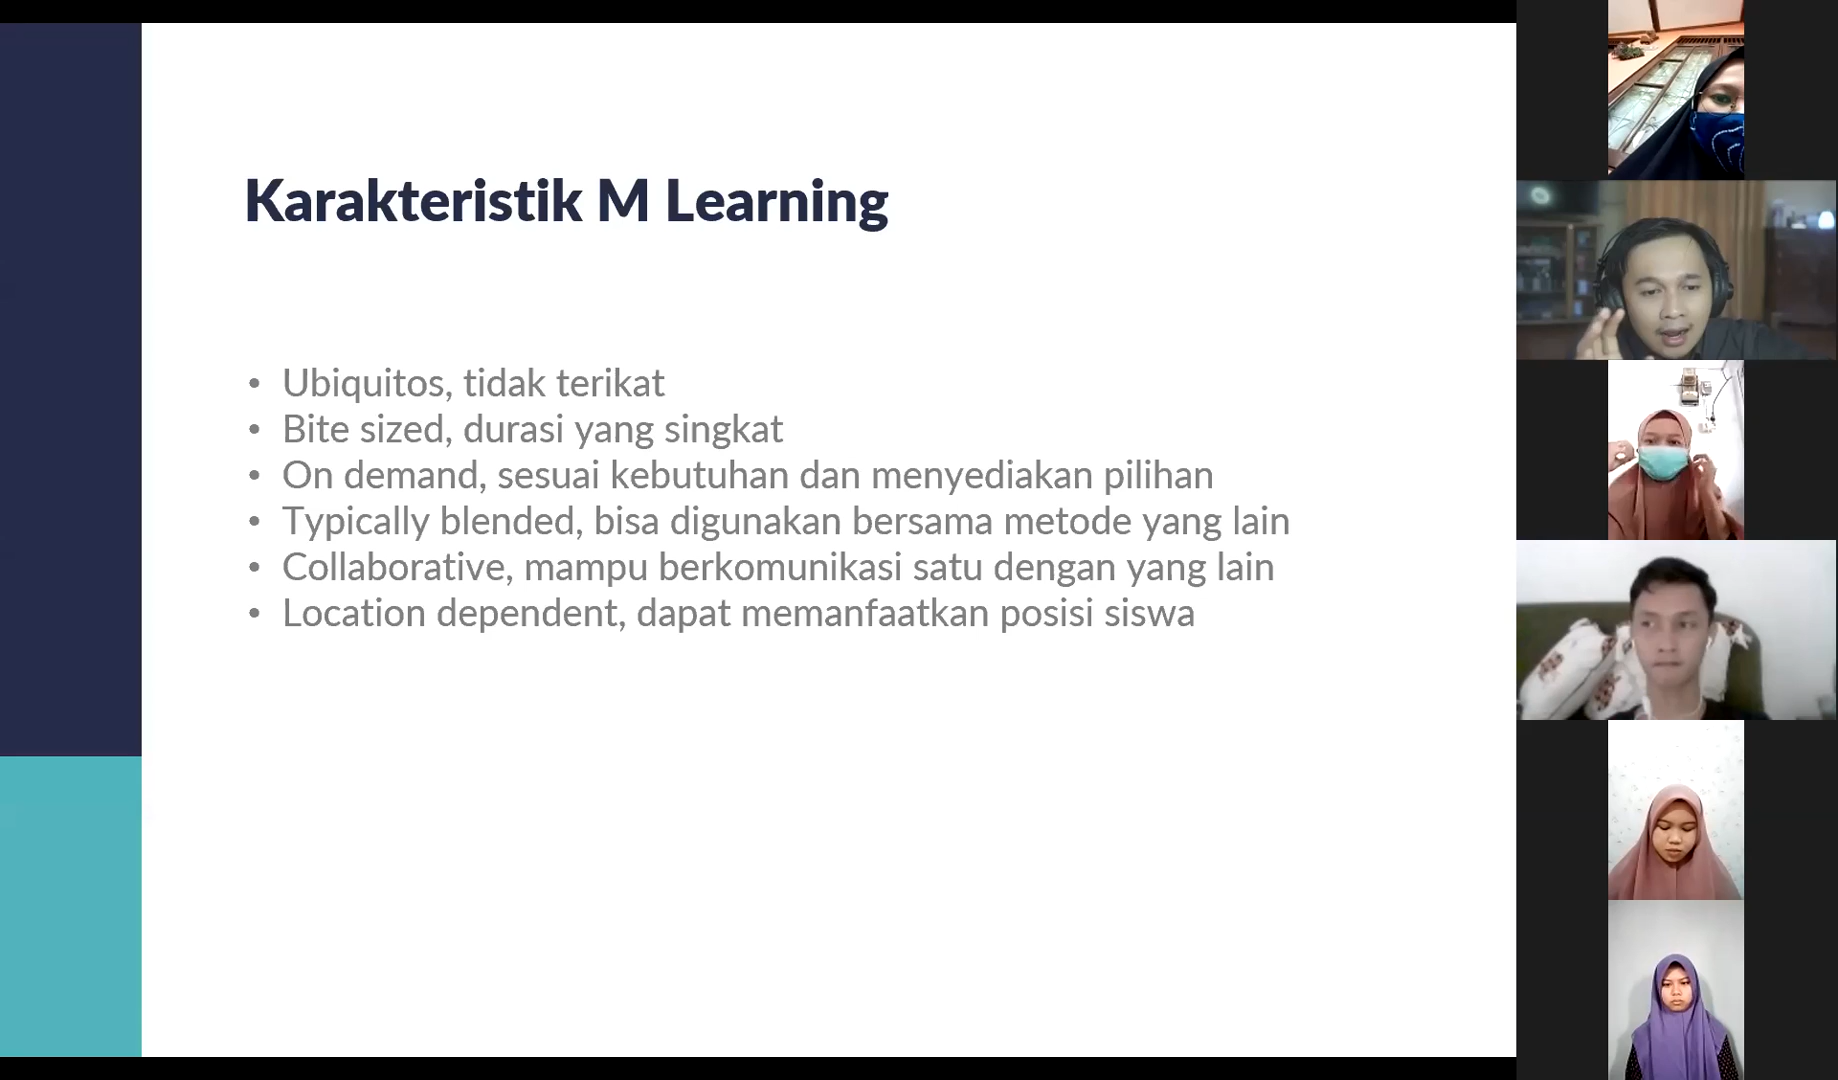 Karakteristik M Learning
• Ubiquitos, tidak terikat
• Bite sized, durasi yang singkat
• On demand, sesuai kebutuhan dan menyediakan pilihan
• Typically blended, bisa digunakan bersama metode yang lain
• Collaborative, mampu berkomunikasi satu dengan yang lain
• Location dependent, dapat memanfaatkan posisi siswa